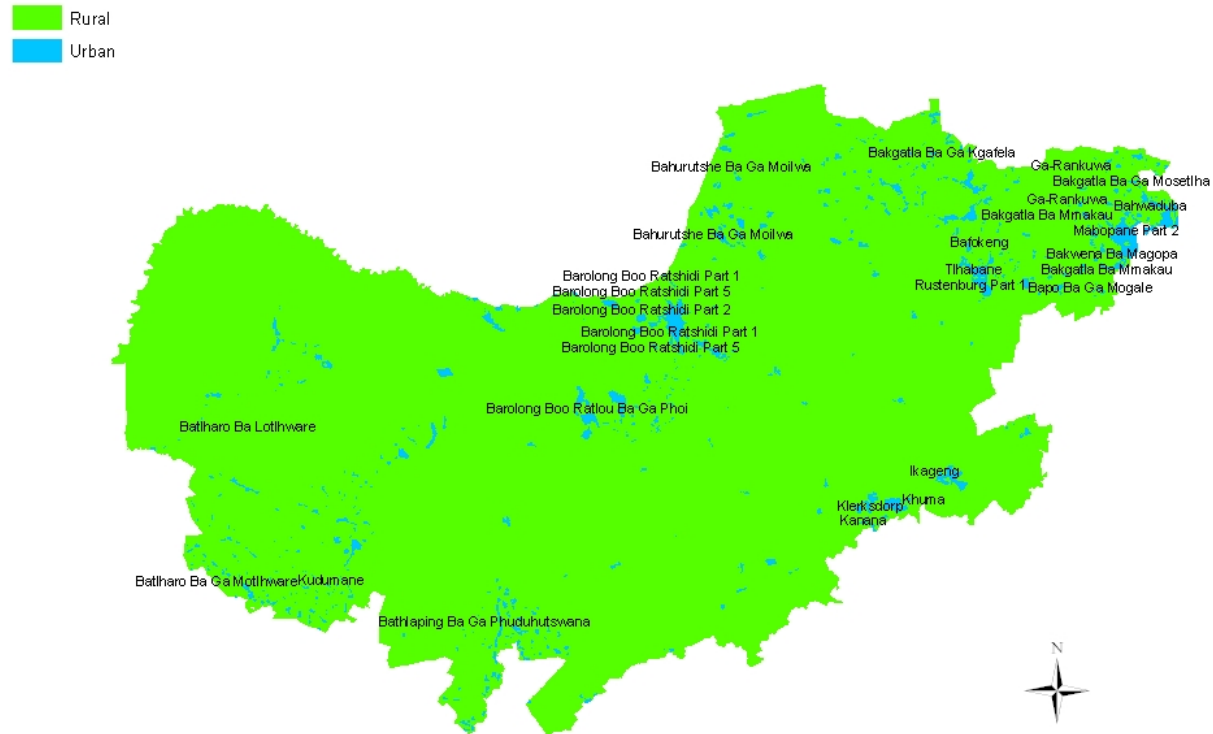 Rural
Urban
Bakgatla Ba Ga Kgafela
Bahurutshe Ba Ga Moilwa
Ga-Rankuwa
Bakgatla Ba Ga Mosetlha
Ga-Rankuwa
Bahwaduba
Bakgatla Ba Mmakau
Mabopane Part 2
Bahurutshe Ba Ga Moilwa
Bafokeng
Bakwena Ba Magopa
Tlhabane
Bakgatla Ba Mmakau
Barolong Boo Ratshidi Part 1
Rustenburg Part 1
Bapo Ba Ga Mogale
Barolong Boo Ratshidi Part 5
Barolong Boo Ratshidi Part 2
Barolong Boo Ratshidi Part 1
Barolong Boo Ratshidi Part 5
Barolong Boo Ratlou Ba Ga Phoi
Batlharo Ba Lotlhware
Ikageng
Khuma
Klerksdorp
Kanana
Batlharo Ba Ga Motlhware
Kudumane
Bathlaping Ba Ga Phuduhutswana
N